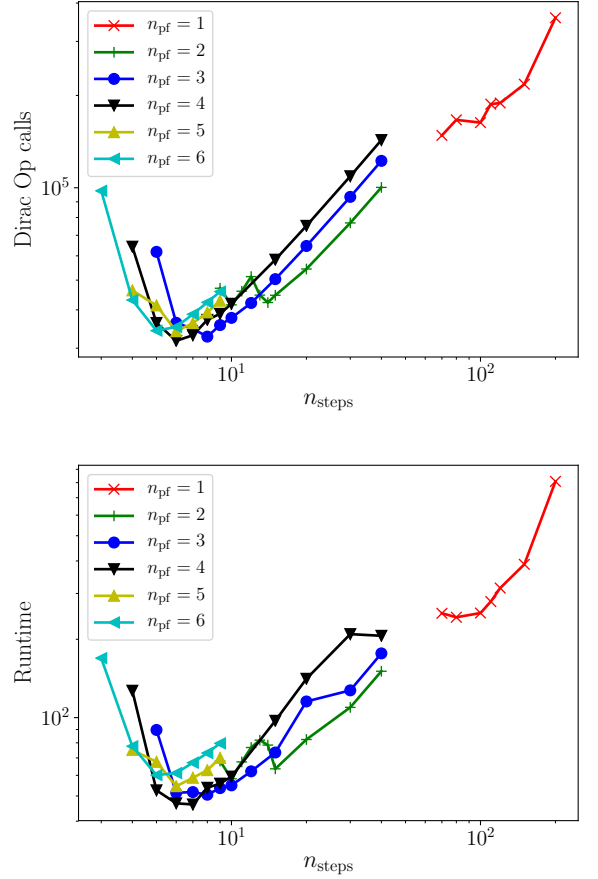 n_pf = 1
n_pf = 2
n_pf = 3
n_pf = 4
n_pf = 5
n_pf = 6
Dirac Op calls
10^5
10^1
10^2
n_steps
n_pf = 1
n_pf = 2
n_pf = 3
n_pf = 4
n_pf = 5
n_pf = 6
Runtime
10^2
10^1
10^2
n_steps